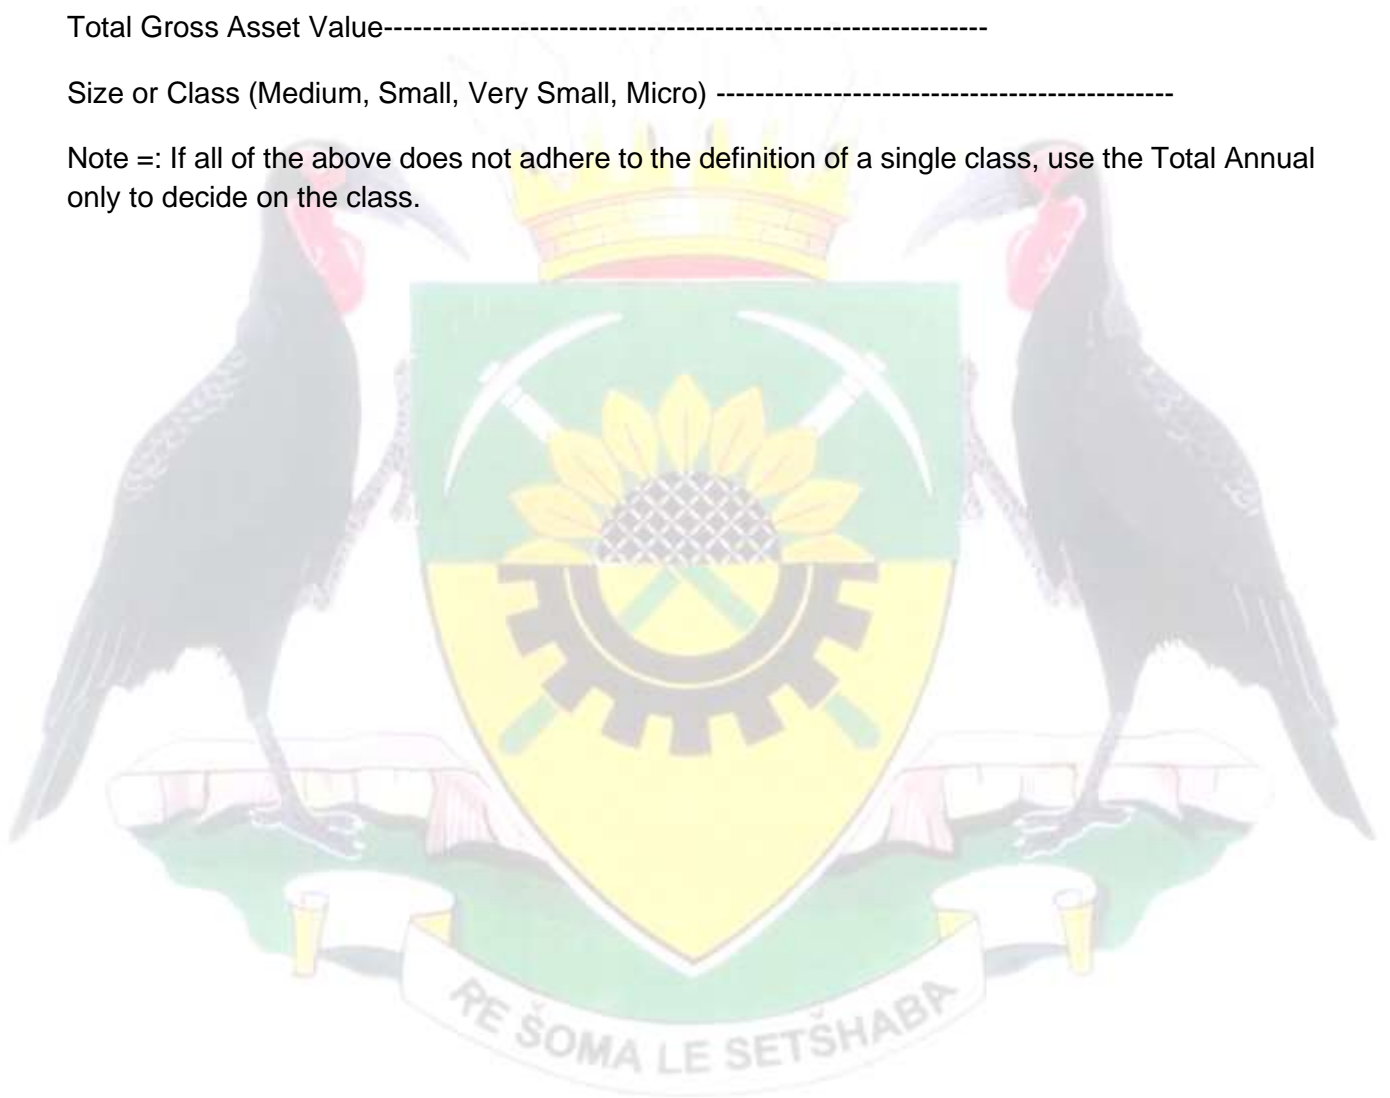 Total Gross Asset Value--------------------------------------------------------------
Size or Class (Medium, Small, Very Small, Micro) -----------------------------------------------
Note =: If all of the above does not adhere to the definition of a single class, use the Total Annual
only to decide on the class.
RE ŠOMA LE SETŠHABA